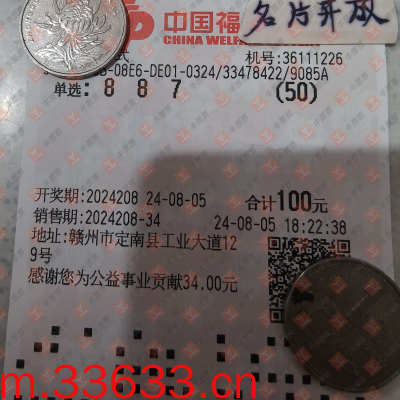 名片开放
中国福
CHINA WELF
机号:36111226
08E6-DE01-0324/33478422/9085A
单选: 8 8 7 (50)
开奖期:2024208 24-08-05 合计100元
销售期:2024208-34 24-08-05 18:22:38
地址:赣州市定南县工业大道12
9号
感谢您为公益事业贡献34.00元
m.33633.cn